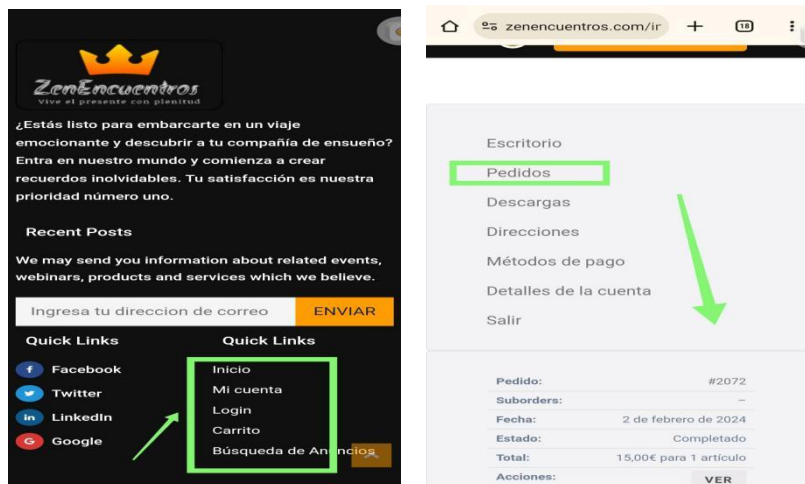 ZenEncuentros
Vive el presente con plenitud
¿Estás listo para embarcarte en un viaje
emocionante y descubrir a tu compañía de ensueño?
Entra en nuestro mundo y comienza a crear
recuerdos inolvidables. Tu satisfacción es nuestra
prioridad número uno.
Recent Posts
We may send you information about related events,
webinars, products and services which we believe.
Ingresa tu direccion de correo
ENVIAR
Quick Links
f Facebook
Twitter
in LinkedIn
G Google
Quick Links
Inicio
Mi cuenta
Login
Carrito
Búsqueda de Anuncios
zenencuentros.com/ir
18
Escritorio
Pedidos
Descargas
Direcciones
Métodos de pago
Detalles de la cuenta
Salir
Pedido: #2072
Suborders: –
Fecha: 2 de febrero de 2024
Estado: Completado
Total: 15,00€ para 1 artículo
Acciones: VER